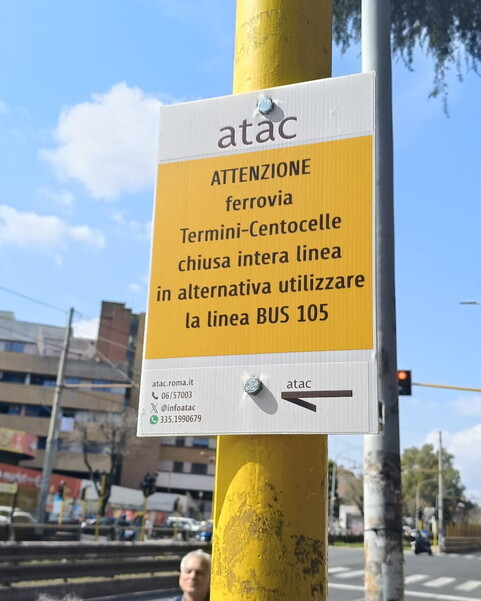 atac
ATTENZIONE
ferrovia
Termini-Centocelle
chiusa intera linea
in alternativa utilizzare
la linea BUS 105
atac.roma.it
06/57003
@infoatac
335.1990679
atac